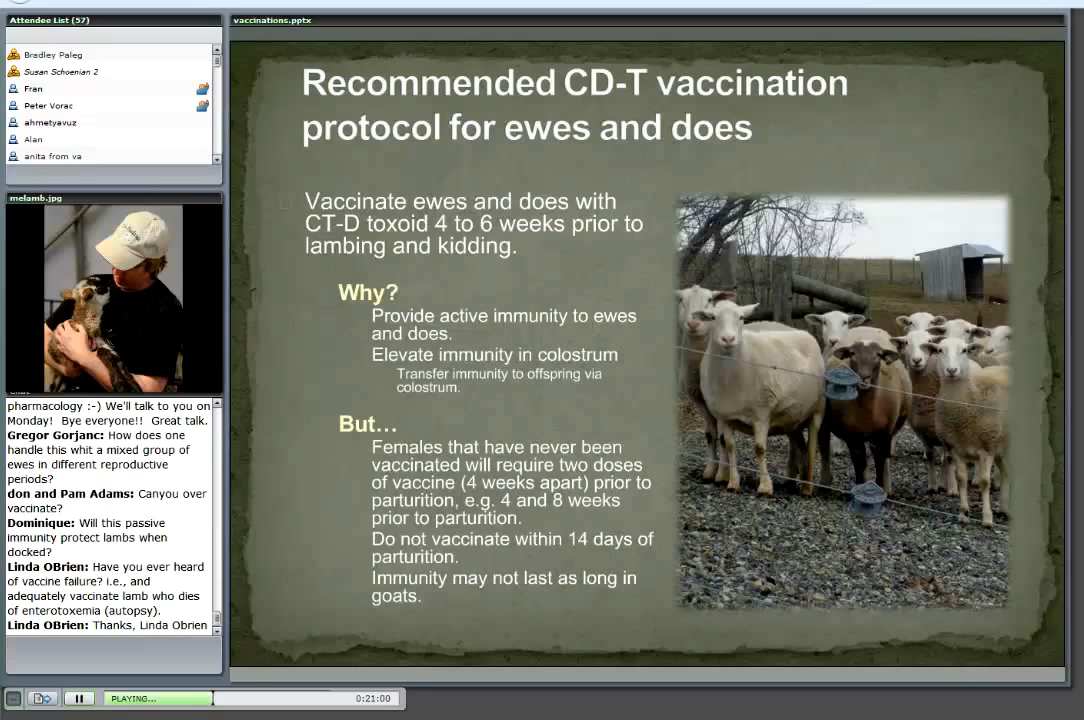 Attendee List (57)
Bradley Paleg
Susan Schoenian 2
Fran
Peter Vorac
ahmetyavuz
Alan
anita from va
melamb.jpg
pharmacology :-) We'll talk to you on
Monday! Bye everyone!! Great talk.
Gregor Gorjanc: How does one
handle this whit a mixed group of
ewes in different reproductive
periods?
don and Pam Adams: Canyou over
vaccinate?
Dominique: Will this passive
immunity protect lambs when
docked?
Linda OBrien: Have you ever heard
of vaccine failure? i.e., and
adequately vaccinate lamb who dies
of enterotoxemia (autopsy).
Linda OBrien: Thanks, Linda Obrien
vaccinations.pptx
Recommended CD-T vaccination
protocol for ewes and does
Vaccinate ewes and does with
CT-D toxoid 4 to 6 weeks prior to
lambing and kidding.
Why?
Provide active immunity to ewes
and does.
Elevate immunity in colostrum
Transfer immunity to offspring via
colostrum.
But…
Females that have never been
vaccinated will require two doses
of vaccine (4 weeks apart) prior to
parturition, e.g. 4 and 8 weeks
prior to parturition.
Do not vaccinate within 14 days of
parturition.
Immunity may not last as long in
goats.
PLAYING...
0:21:00